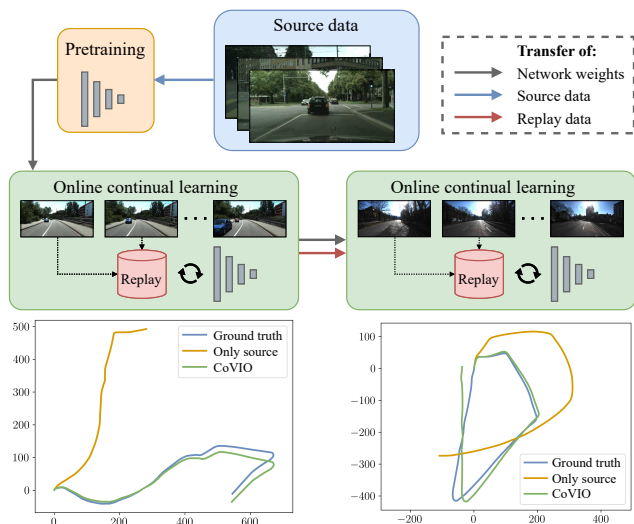 Pretraining
Source data
Transfer of:
Network weights
Source data
Replay data
Online continual learning
. . .
Replay
Online continual learning
. . .
Replay
500
400
300
200
100
0
0
200
400
600
Ground truth
Only source
CoVIO
100
0
−100
−200
−300
−400
−200
0
200
400
Ground truth
Only source
CoVIO